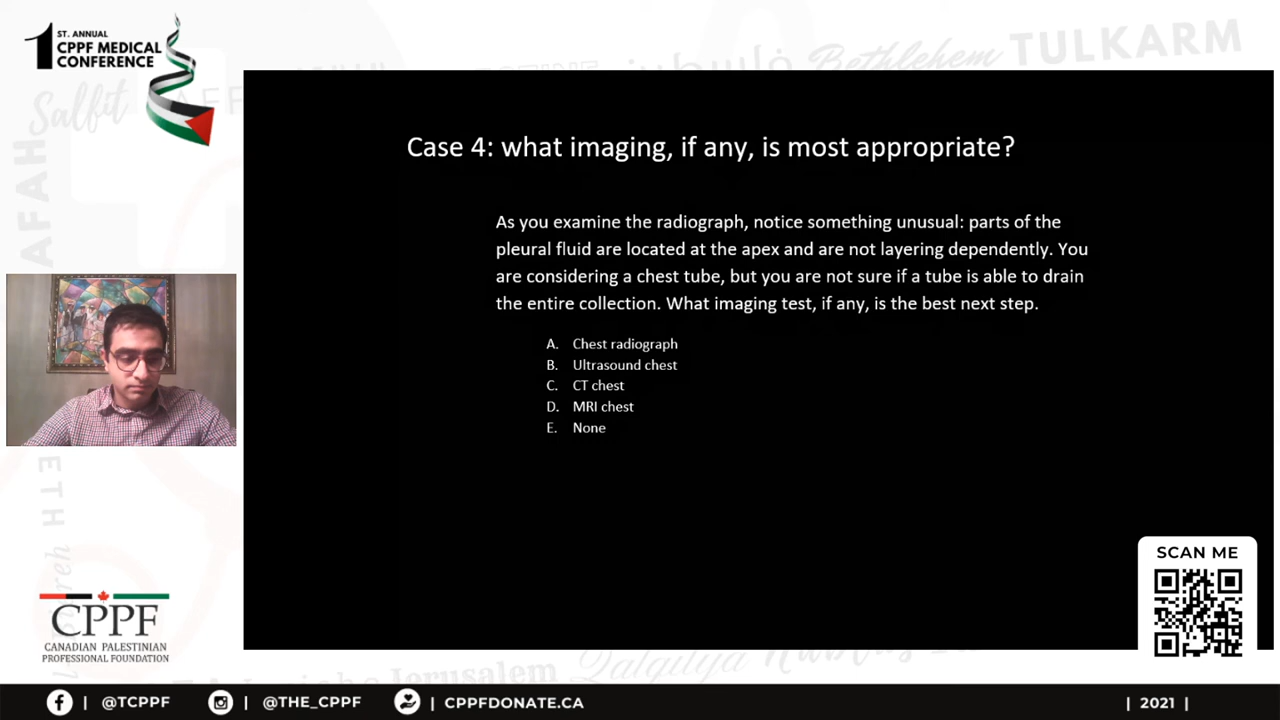 1 ST. ANNUAL
CPPF MEDICAL
CONFERENCE
Salfit
Bethlehem
TULKARM
Case 4: what imaging, if any, is most appropriate?
As you examine the radiograph, notice something unusual: parts of the
pleural fluid are located at the apex and are not layering dependently. You
are considering a chest tube, but you are not sure if a tube is able to drain
the entire collection. What imaging test, if any, is the best next step.
A. Chest radiograph
B. Ultrasound chest
C. CT chest
D. MRI chest
E. None
SCAN ME
CPPF
CANADIAN PALESTINIAN
PROFESSIONAL FOUNDATION
Jerusalem
Qalqilya
| @TCPPF
| @THE_CPPF
| CPPFDONATE.CA
| 2021 |